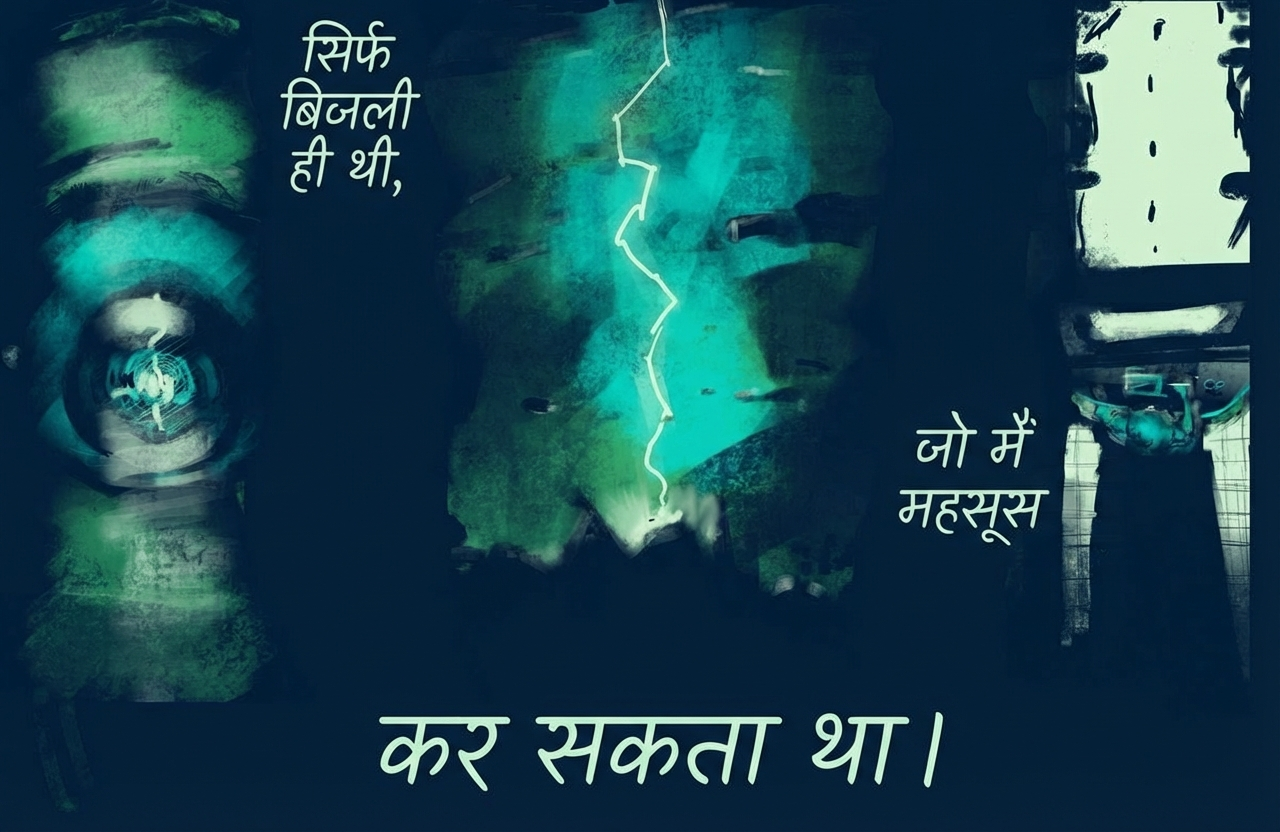 सिर्फ
बिजली
ही थी,
जो मैं
महसूस
कर सकता था।